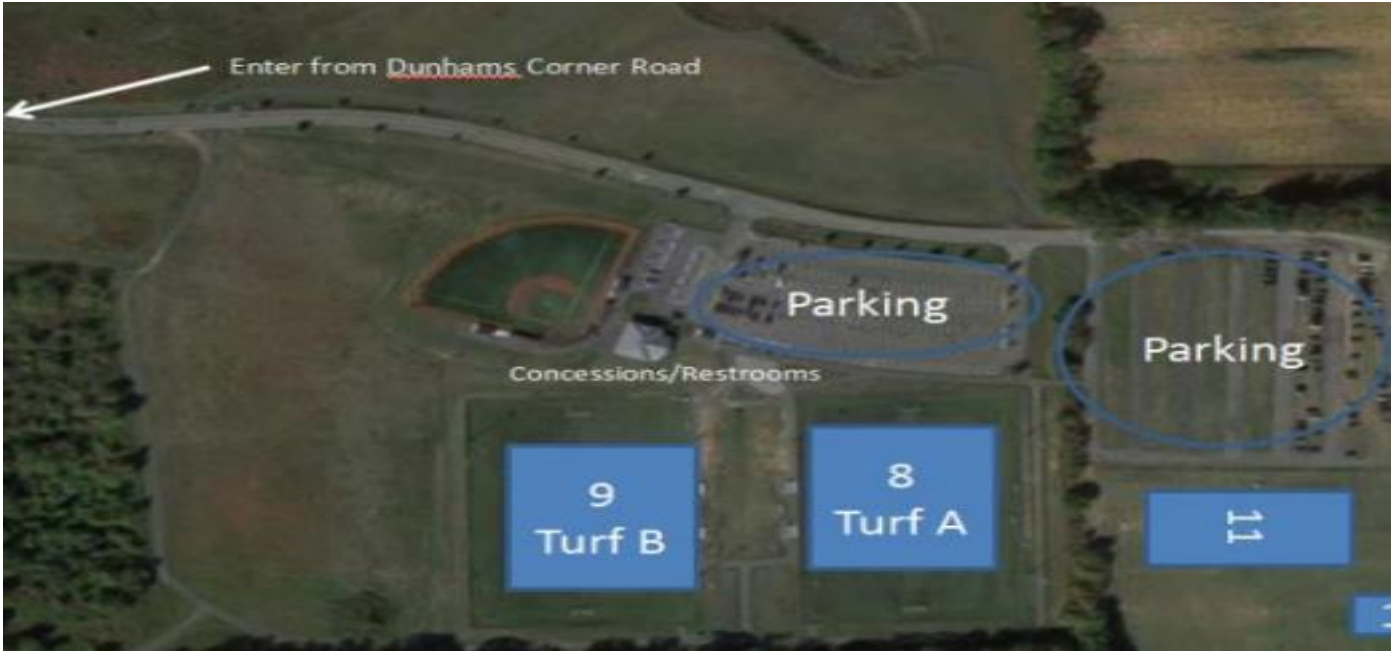 Enter from Dunhams Corner Road
Parking
Parking
Concessions/Restrooms
9
Turf B
8
Turf A
11